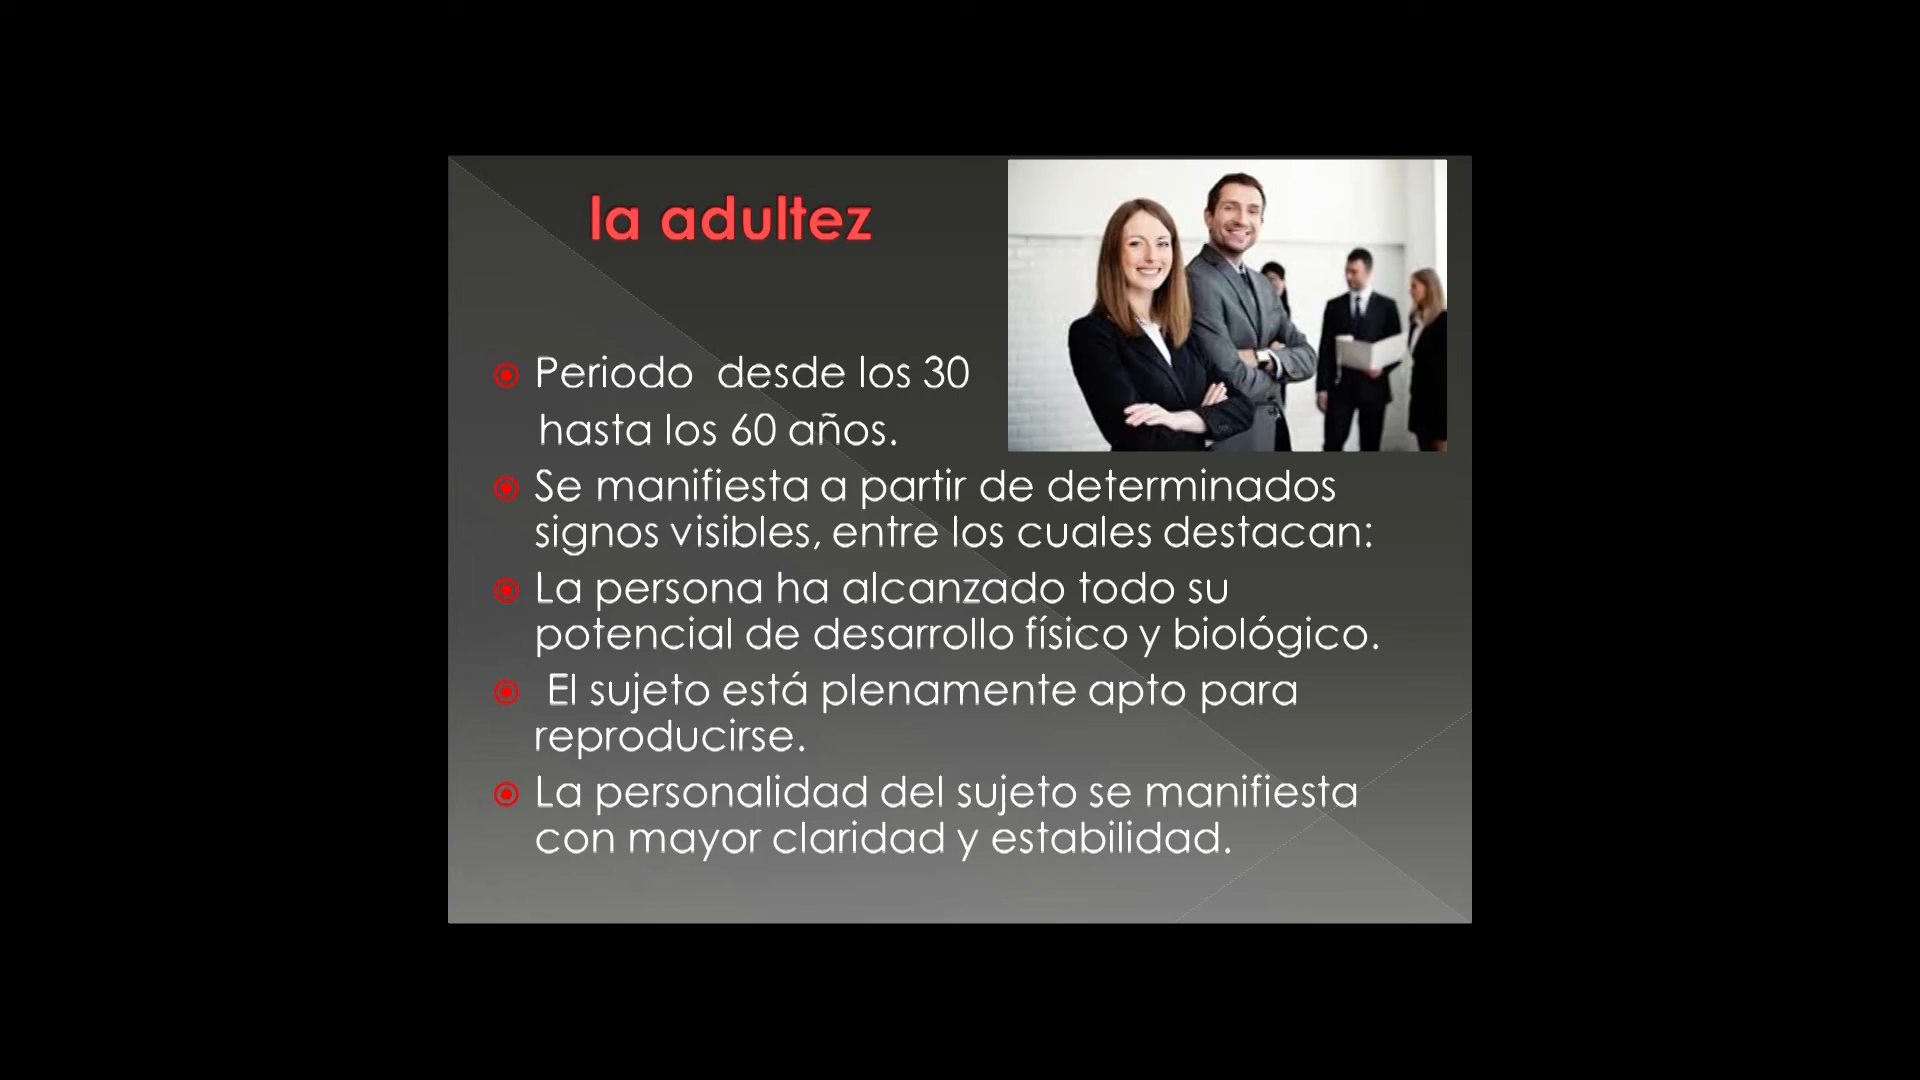 la adultez
Periodo  desde los 30
hasta los 60 años.
Se manifiesta a partir de determinados
signos visibles, entre los cuales destacan:
La persona ha alcanzado todo su
potencial de desarrollo físico y biológico.
El sujeto está plenamente apto para
reproducirse.
La personalidad del sujeto se manifiesta
con mayor claridad y estabilidad.